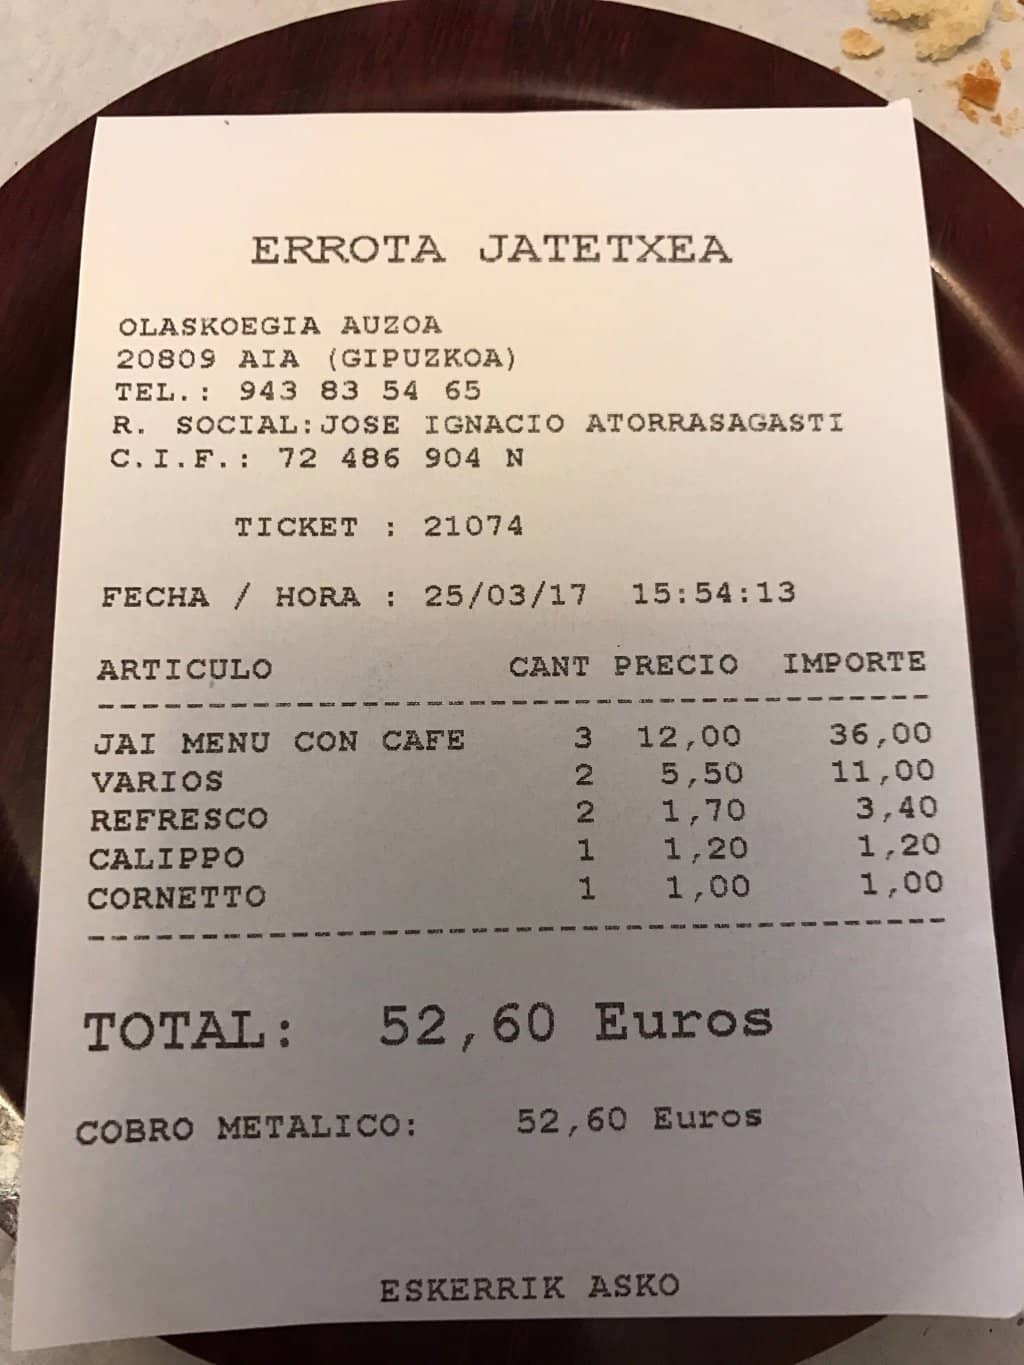 ERROTA JATETXEA
OLASKOEGIA AUZOA
20809 AIA (GIPUZKOA)
TEL.: 943 83 54 65
R. SOCIAL:JOSE IGNACIO ATORRASAGASTI
C.I.F.: 72 486 904 N
TICKET : 21074
FECHA / HORA : 25/03/17 15:54:13
ARTICULO CANT PRECIO IMPORTE
JAI MENU CON CAFE 3 12,00 36,00
VARIOS 2 5,50 11,00
REFRESCO 2 1,70 3,40
CALIPPO 1 1,20 1,20
CORNETTO 1 1,00 1,00
TOTAL: 52,60 Euros
COBRO METALICO: 52,60 Euros
ESKERRIK ASKO